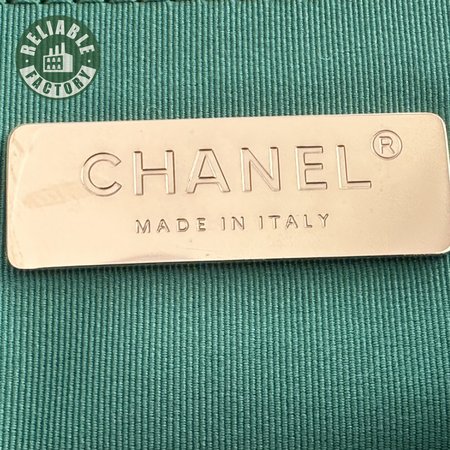 RELIABLE
FACTORY
CHANEL®
MADE IN ITALY